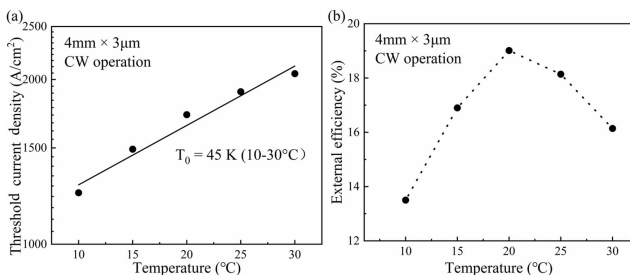 (a)
4mm × 3μm
CW operation
T₀ = 45 K (10-30℃)
Threshold current density (A/cm²)
2500
2000
1500
1000
10 15 20 25 30
Temperature (℃)
(b)
4mm × 3μm
CW operation
External efficiency (%)
20
18
16
14
12
10 15 20 25 30
Temperature (℃)